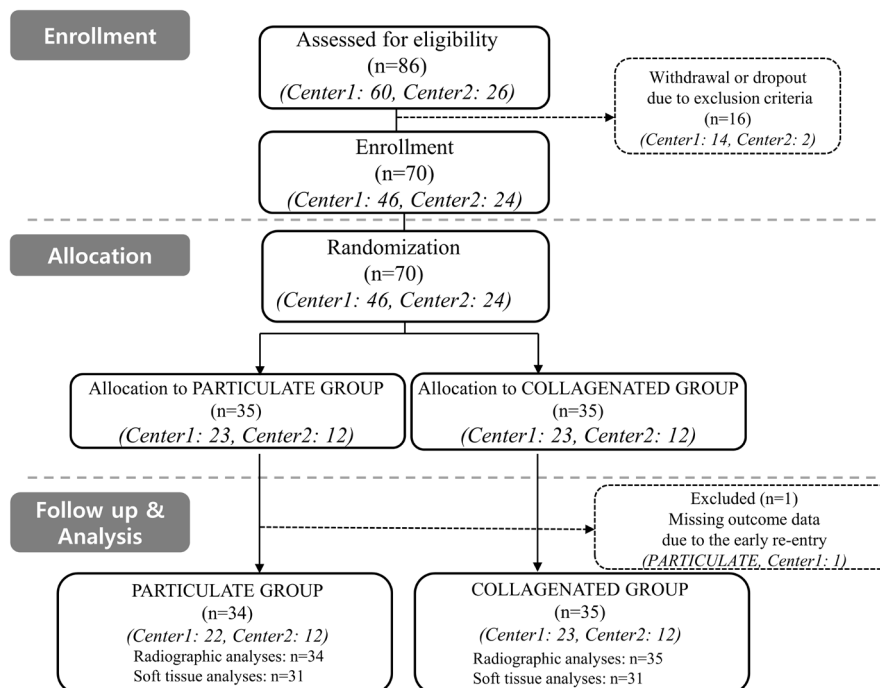 Enrollment
Assessed for eligibility
(n=86)
(Center1: 60, Center2: 26)
Withdrawal or dropout
due to exclusion criteria
(n=16)
(Center1: 14, Center2: 2)
Enrollment
(n=70)
(Center1: 46, Center2: 24)
Allocation
Randomization
(n=70)
(Center1: 46, Center2: 24)
Allocation to PARTICULATE GROUP
(n=35)
(Center1: 23, Center2: 12)
Allocation to COLLAGENATED GROUP
(n=35)
(Center1: 23, Center2: 12)
Follow up &
Analysis
Excluded (n=1)
Missing outcome data
due to the early re-entry
(PARTICULATE, Center1: 1)
PARTICULATE GROUP
(n=34)
(Center1: 22, Center2: 12)
Radiographic analyses: n=34
Soft tissue analyses: n=31
COLLAGENATED GROUP
(n=35)
(Center1: 23, Center2: 12)
Radiographic analyses: n=35
Soft tissue analyses: n=31